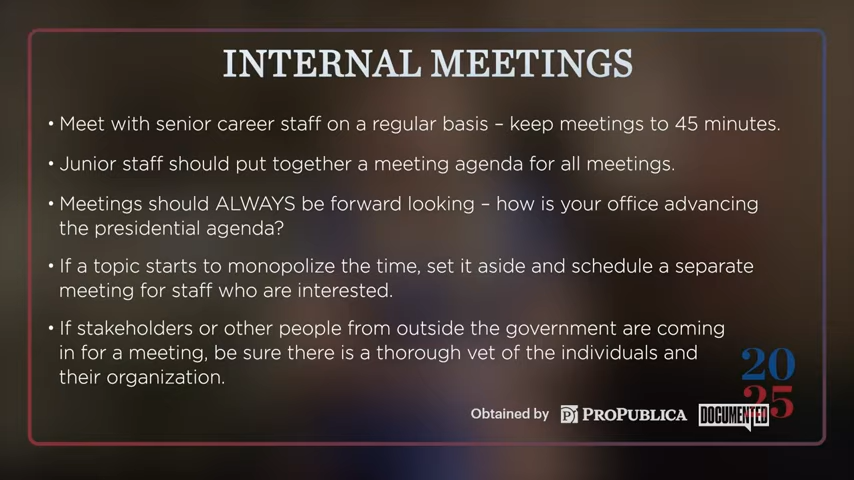 INTERNAL MEETINGS
• Meet with senior career staff on a regular basis – keep meetings to 45 minutes.
• Junior staff should put together a meeting agenda for all meetings.
• Meetings should ALWAYS be forward looking – how is your office advancing
the presidential agenda?
• If a topic starts to monopolize the time, set it aside and schedule a separate
meeting for staff who are interested.
• If stakeholders or other people from outside the government are coming
in for a meeting, be sure there is a thorough vet of the individuals and
their organization.
20
25
Obtained by PROPUBLICA DOCUMENTED